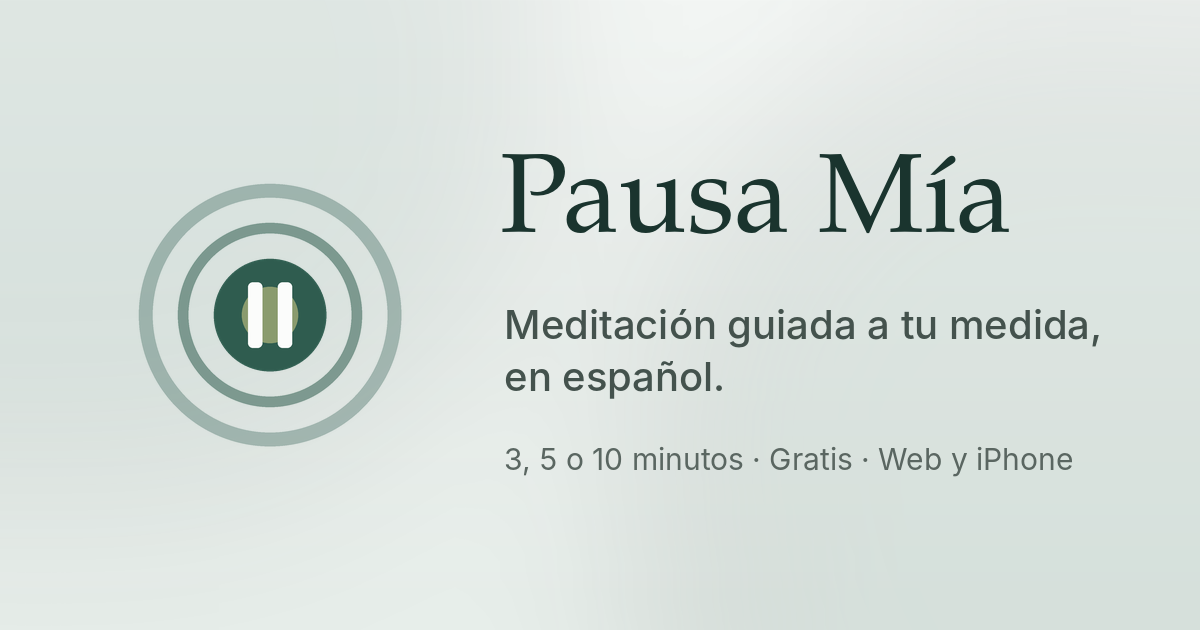 Pausa Mía
Meditación guiada a tu medida,
en español.
3, 5 o 10 minutos · Gratis · Web y iPhone